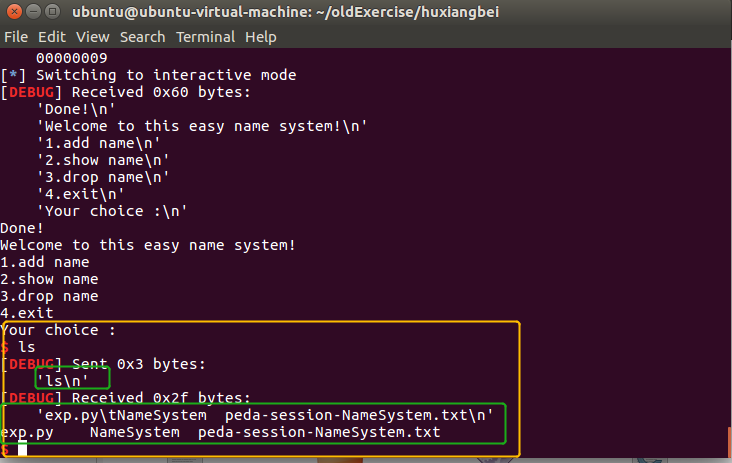 ubuntu@ubuntu-virtual-machine: ~/oldExercise/huxiangbei
File Edit View Search Terminal Help
00000009
[*] Switching to interactive mode
[DEBUG] Received 0x60 bytes:
'Done!\n'
'Welcome to this easy name system!\n'
'1.add name\n'
'2.show name\n'
'3.drop name\n'
'4.exit\n'
'Your choice :\n'
Done!
Welcome to this easy name system!
1.add name
2.show name
3.drop name
4.exit
Your choice :
$ ls
[DEBUG] Sent 0x3 bytes:
'ls\n'
[DEBUG] Received 0x2f bytes:
'exp.py\tNameSystem  peda-session-NameSystem.txt\n'
exp.py    NameSystem  peda-session-NameSystem.txt
$